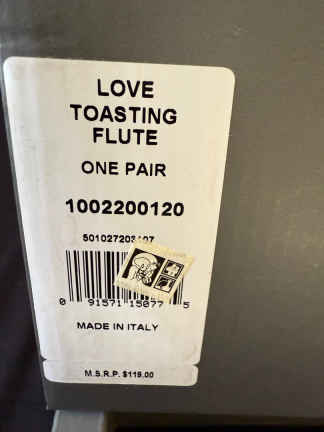 LOVE
TOASTING
FLUTE
ONE PAIR
1002200120
0 91571 15077 5
MADE IN ITALY
M.S.R.P. $119.00